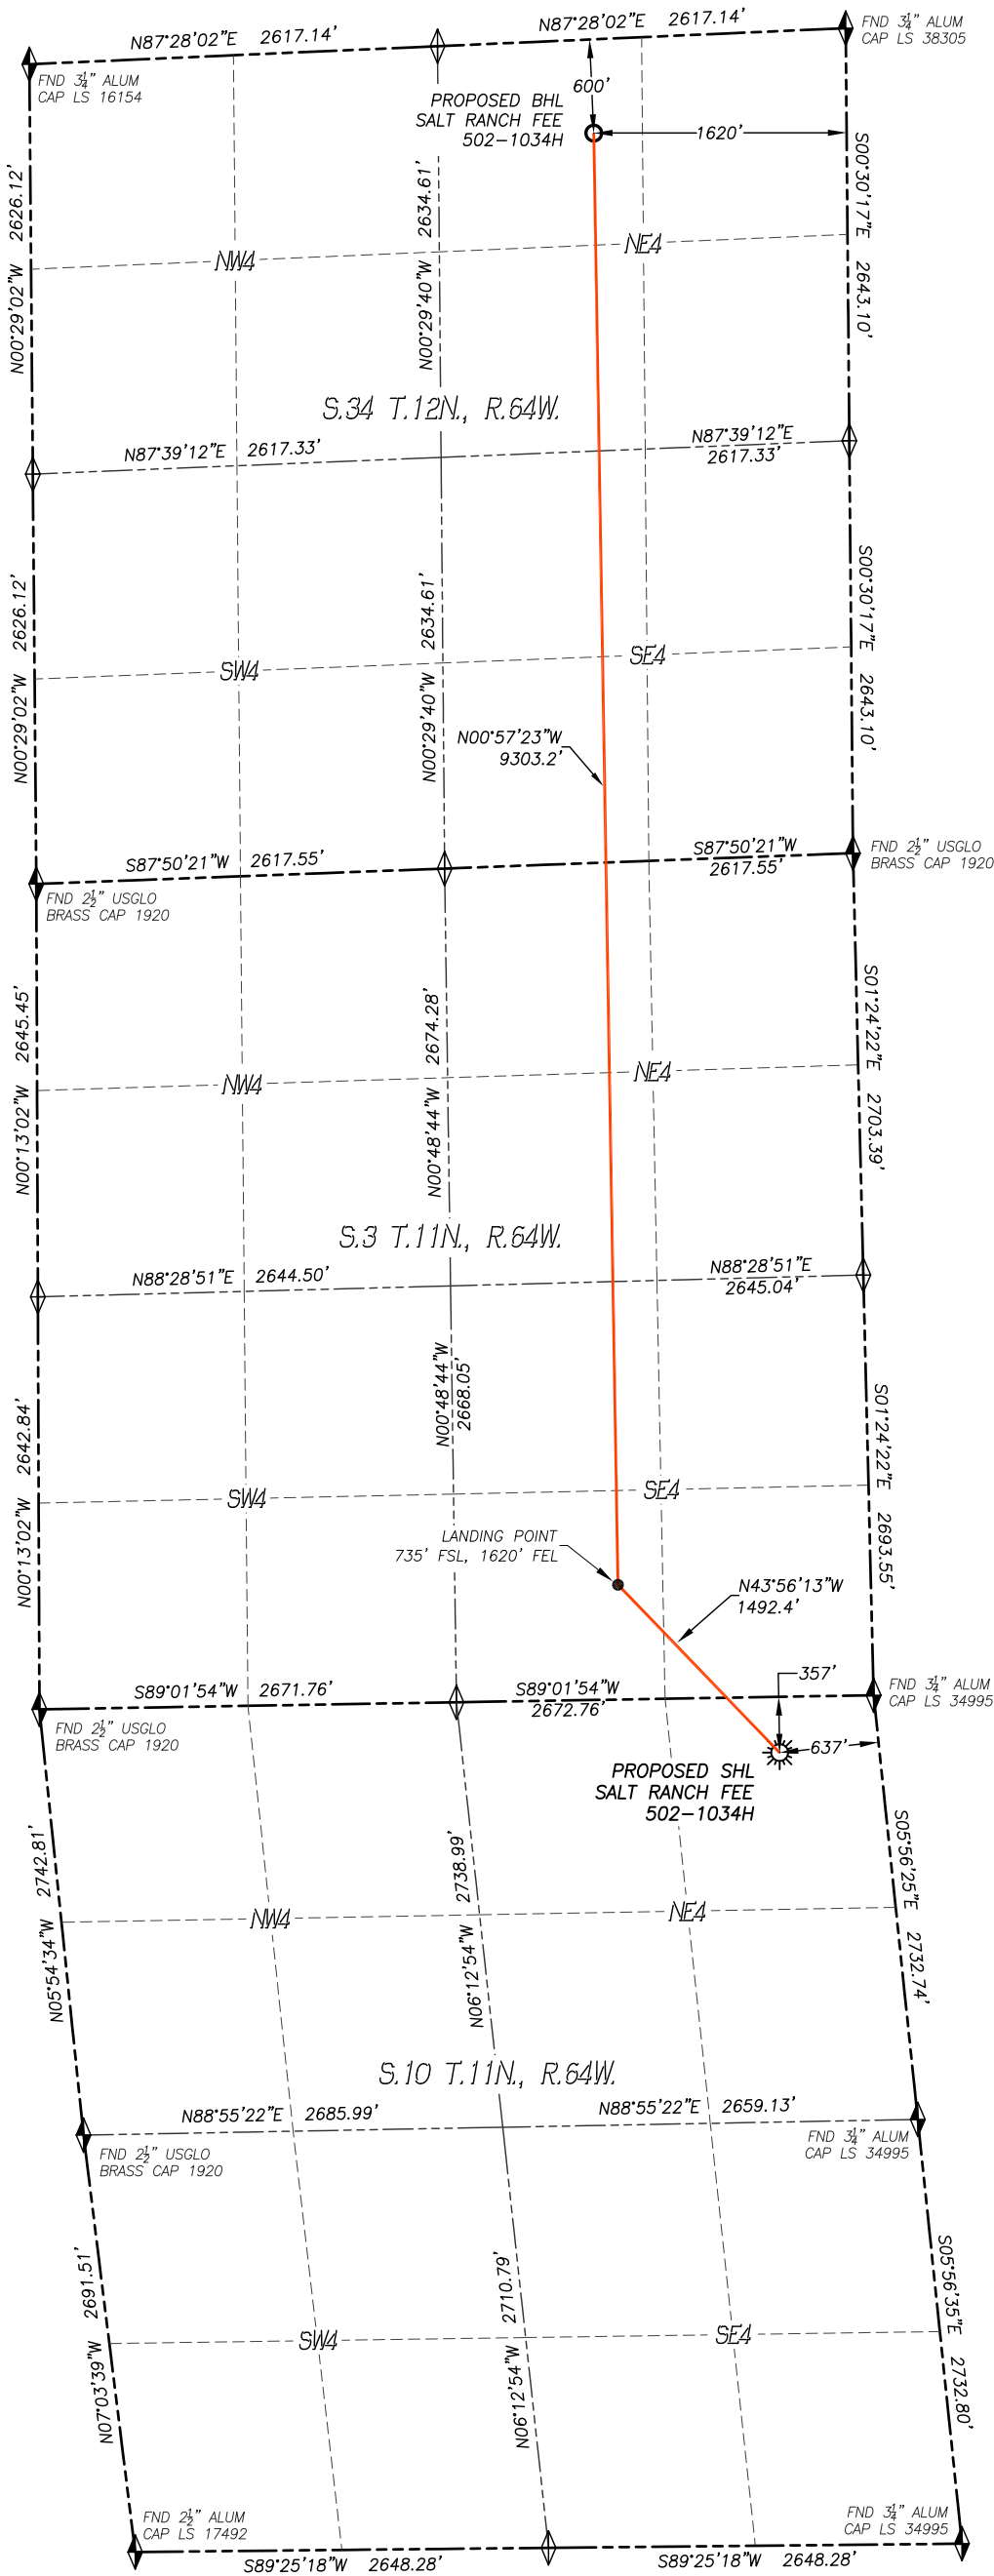 N87°28'02"E 2617.14'
N87°28'02"E 2617.14'
FND 3¼" ALUM
CAP LS 38305
FND 3¼" ALUM
CAP LS 16154
600'
PROPOSED BHL
SALT RANCH FEE
502-1034H
1620'
N00°29'02"W 2626.12'
N00°29'40"W 2634.61'
S00°30'17"E 2643.10'
NW4
NE4
S.34 T.12N., R.64W.
N87°39'12"E 2617.33'
N87°39'12"E
2617.33'
N00°29'02"W 2626.12'
N00°29'40"W 2634.61'
S00°30'17"E 2643.10'
SW4
SE4
N00°57'23"W
9303.2'
S87°50'21"W 2617.55'
S87°50'21"W
2617.55'
FND 2½" USGLO
BRASS CAP 1920
FND 2½" USGLO
BRASS CAP 1920
N00°13'02"W 2645.45'
N00°48'44"W 2674.28'
S01°24'22"E 2703.39'
NW4
NE4
S.3 T.11N., R.64W.
N88°28'51"E 2644.50'
N88°28'51"E
2645.04'
N00°13'02"W 2642.84'
N00°48'44"W
2668.05'
S01°24'22"E 2693.55'
SW4
SE4
LANDING POINT
735' FSL, 1620' FEL
N43°56'13"W
1492.4'
357'
S89°01'54"W 2671.76'
S89°01'54"W
2672.76'
FND 3¼" ALUM
CAP LS 34995
FND 2½" USGLO
BRASS CAP 1920
637'
PROPOSED SHL
SALT RANCH FEE
502-1034H
N05°54'34"W 2742.81'
N06°12'54"W 2738.99'
S05°56'25"E 2732.74'
NW4
NE4
S.10 T.11N., R.64W.
N88°55'22"E 2685.99'
N88°55'22"E 2659.13'
FND 3¼" ALUM
CAP LS 34995
FND 2½" USGLO
BRASS CAP 1920
N07°03'39"W 2691.51'
N06°12'54"W 2710.79'
S05°56'35"E 2732.80'
SW4
SE4
FND 2½" ALUM
CAP LS 17492
FND 3¼" ALUM
CAP LS 34995
S89°25'18"W 2648.28'
S89°25'18"W 2648.28'